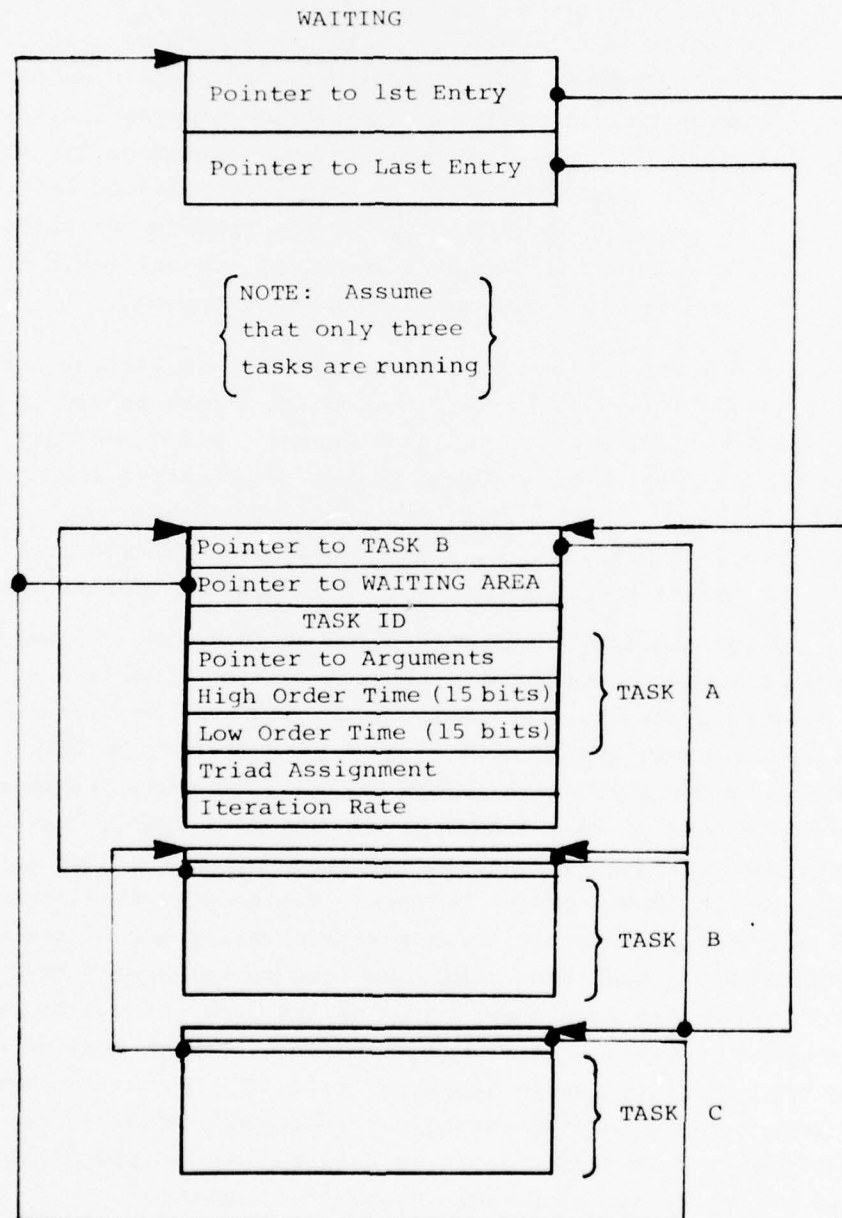 WAITING
Pointer to 1st Entry
Pointer to Last Entry
NOTE: Assume
that only three
tasks are running
Pointer to TASK B
Pointer to WAITING AREA
TASK ID
Pointer to Arguments
High Order Time (15 bits)
TASK A
Low Order Time (15 bits)
Triad Assignment
Iteration Rate
TASK B
TASK C